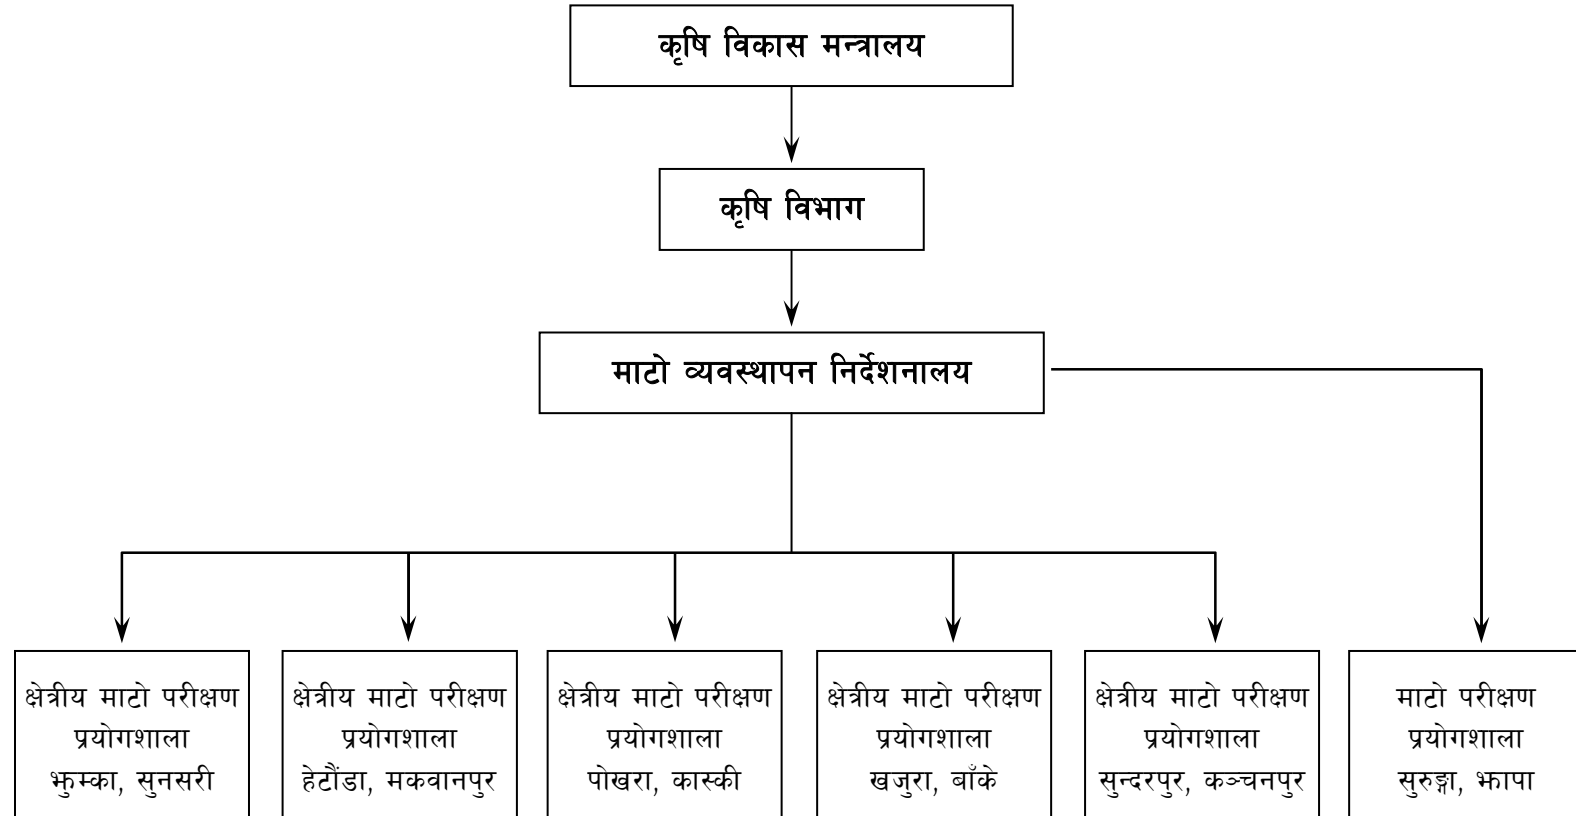 कृषि विकास मन्त्रालय
कृषि विभाग
माटो व्यवस्थापन निर्देशनालय
क्षेत्रीय माटो परीक्षण
प्रयोगशाला
झुम्का, सुनसरी
क्षेत्रीय माटो परीक्षण
प्रयोगशाला
हेटौंडा, मकवानपुर
क्षेत्रीय माटो परीक्षण
प्रयोगशाला
पोखरा, कास्की
क्षेत्रीय माटो परीक्षण
प्रयोगशाला
खजुरा, बाँके
क्षेत्रीय माटो परीक्षण
प्रयोगशाला
सुन्दरपुर, कञ्चनपुर
माटो परीक्षण
प्रयोगशाला
सुरुङ्गा, झापा